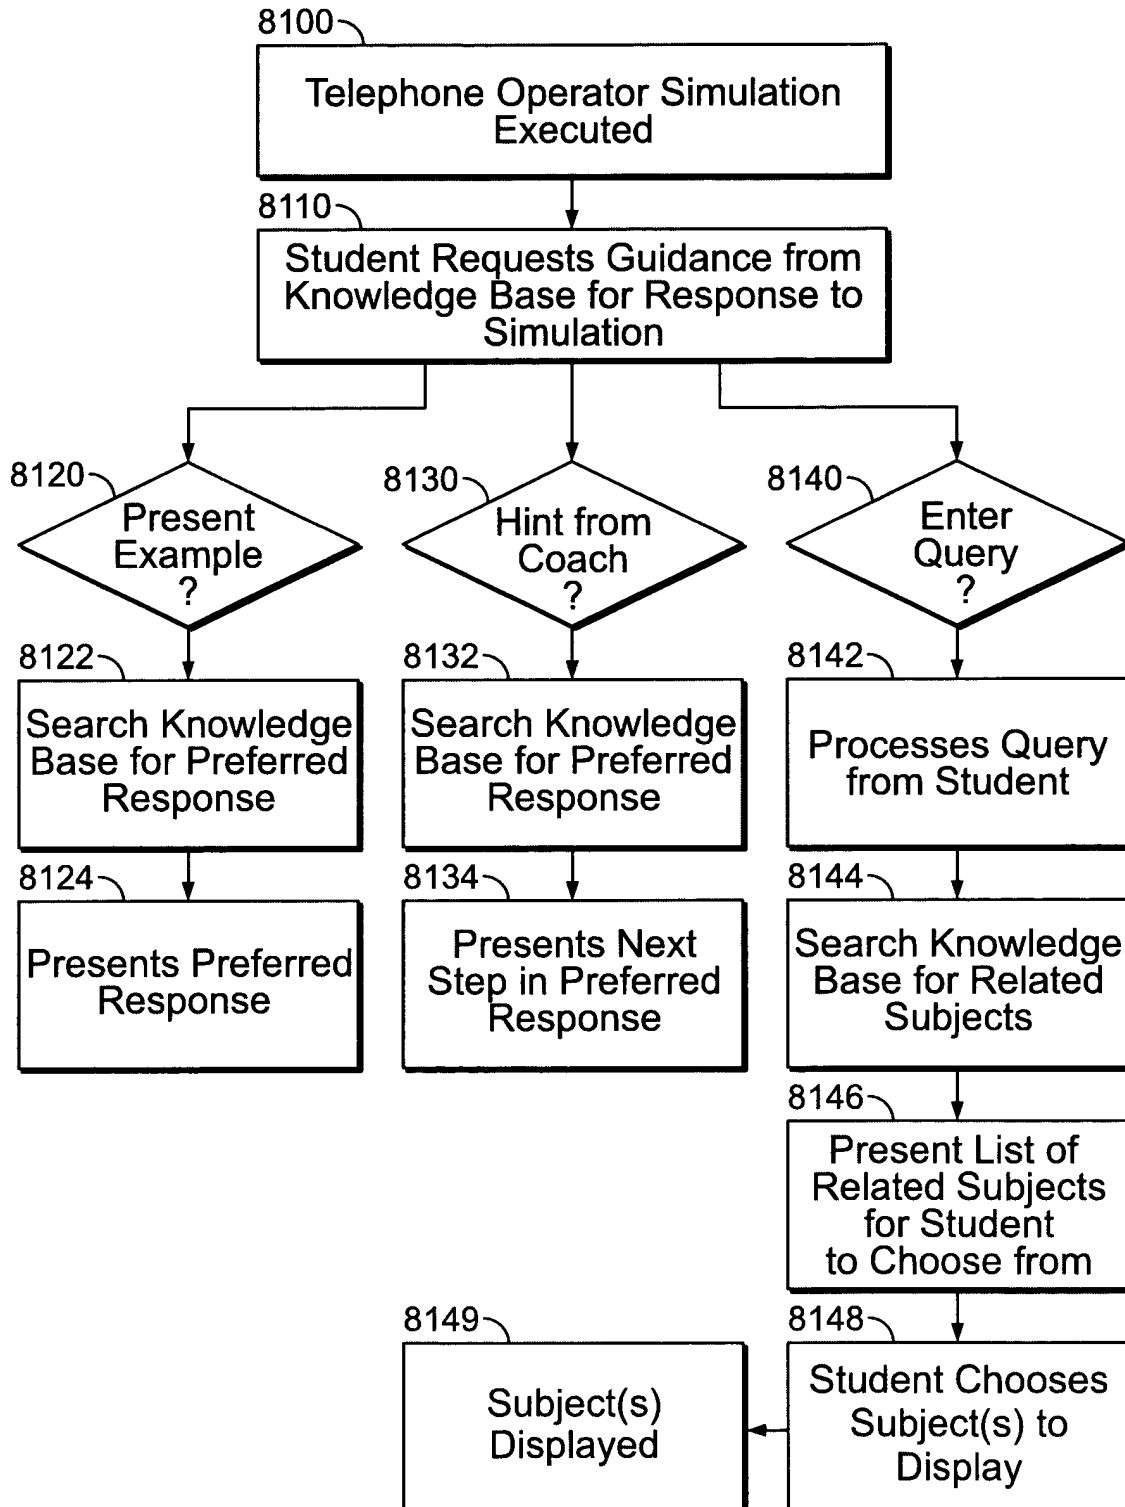 8100
Telephone Operator Simulation
Executed
8110
Student Requests Guidance from
Knowledge Base for Response to
Simulation
8120
Present
Example
?
8130
Hint from
Coach
?
8140
Enter
Query
?
8122
Search Knowledge
Base for Preferred
Response
8132
Search Knowledge
Base for Preferred
Response
8142
Processes Query
from Student
8124
Presents Preferred
Response
8134
Presents Next
Step in Preferred
Response
8144
Search Knowledge
Base for Related
Subjects
8146
Present List of
Related Subjects
for Student
to Choose from
8148
Student Chooses
Subject(s) to
Display
8149
Subject(s)
Displayed